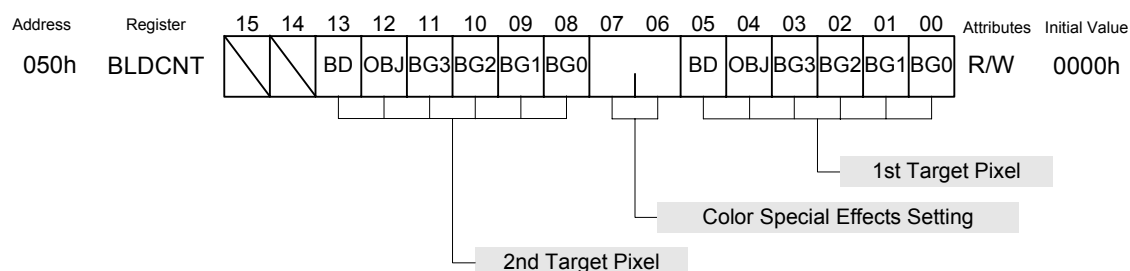 Address Register 15 14 13 12 11 10 09 08 07 06 05 04 03 02 01 00 Attributes Initial Value
050h BLDCNT BD OBJ BG3 BG2 BG1 BG0 BD OBJ BG3 BG2 BG1 BG0 R/W 0000h
1st Target Pixel
Color Special Effects Setting
2nd Target Pixel